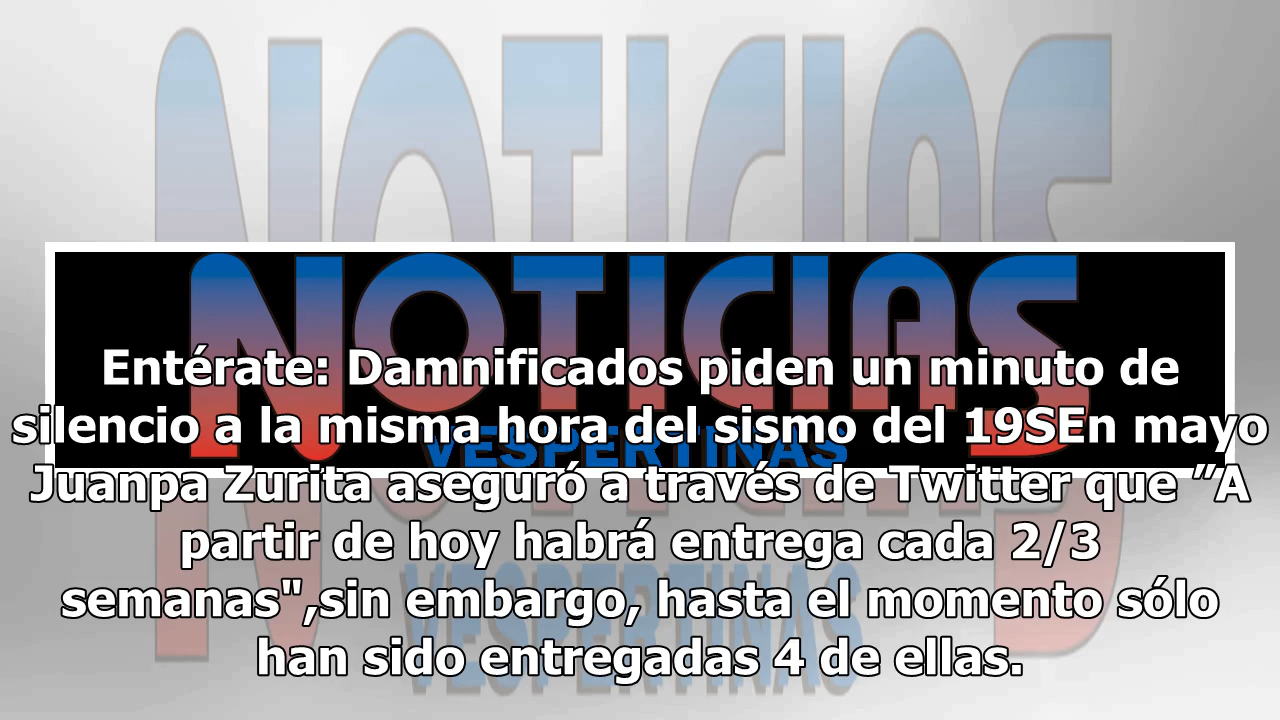 NOTICIAS
NOTICIAS
VESPERTINAS
Entérate: Damnificados piden un minuto de
silencio a la misma hora del sismo del 19SEn mayo
Juanpa Zurita aseguró a través de Twitter que ”A
partir de hoy habrá entrega cada 2/3
semanas",sin embargo, hasta el momento sólo
han sido entregadas 4 de ellas.
VESPERTINAS